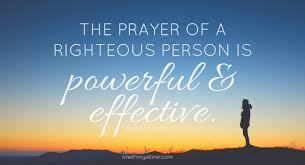 THE PRAYER OF A
RIGHTEOUS PERSON IS
powerful &
effective.
onethingalone.com